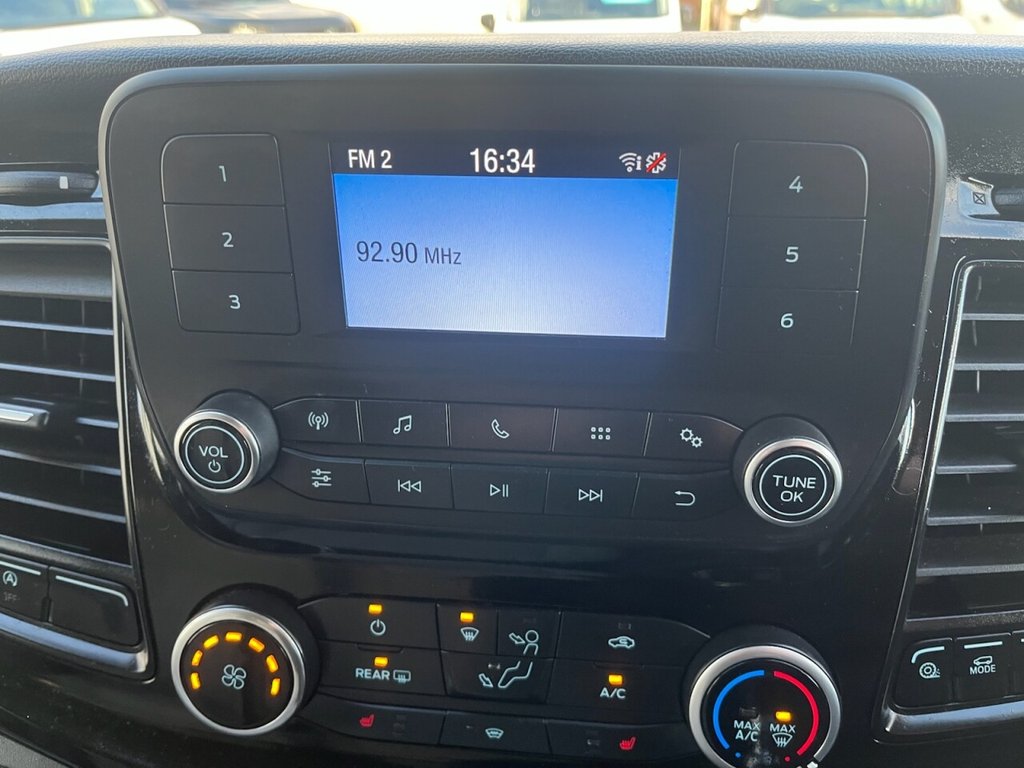 FM 2 16:34
92.90 MHz
1
2
3
4
5
6
VOL
TUNE
OK
A
OFF
REAR
A/C
MAX
A/C
MAX
MODE